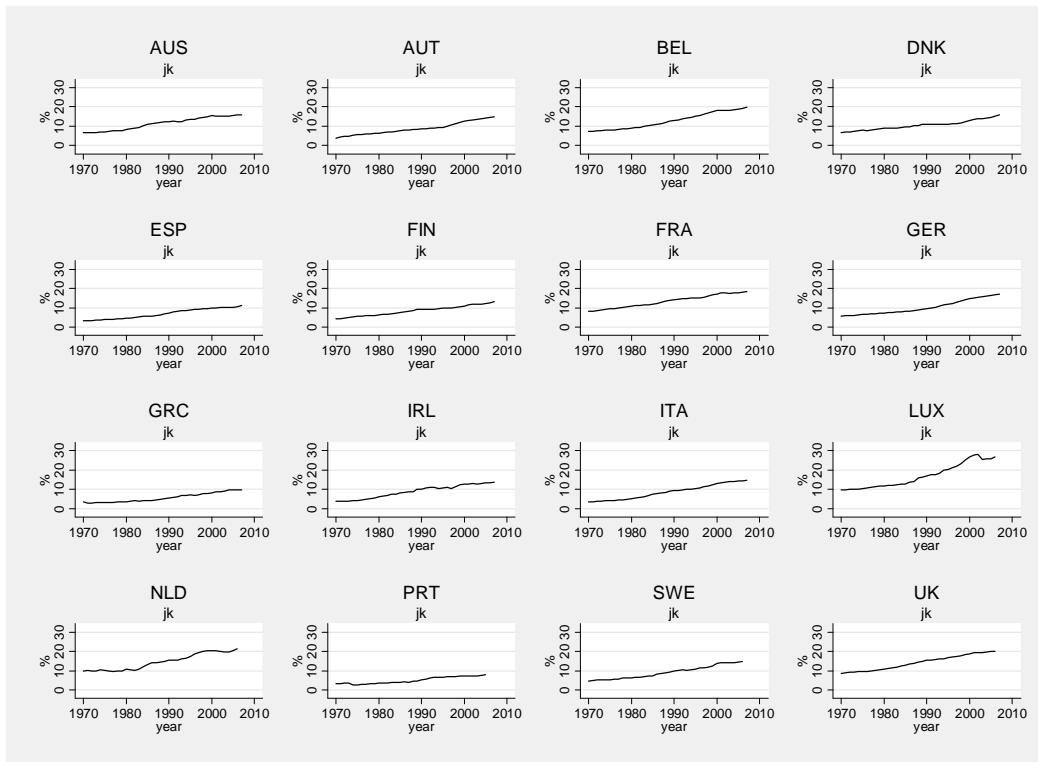 AUS AUT BEL DNK
jk jk jk jk
% 0 10 20 30 % 0 10 20 30 % 0 10 20 30 % 0 10 20 30
1970 1980 1990 2000 2010 1970 1980 1990 2000 2010 1970 1980 1990 2000 2010 1970 1980 1990 2000 2010
year year year year
ESP FIN FRA GER
jk jk jk jk
% 0 10 20 30 % 0 10 20 30 % 0 10 20 30 % 0 10 20 30
1970 1980 1990 2000 2010 1970 1980 1990 2000 2010 1970 1980 1990 2000 2010 1970 1980 1990 2000 2010
year year year year
GRC IRL ITA LUX
jk jk jk jk
% 0 10 20 30 % 0 10 20 30 % 0 10 20 30 % 0 10 20 30
1970 1980 1990 2000 2010 1970 1980 1990 2000 2010 1970 1980 1990 2000 2010 1970 1980 1990 2000 2010
year year year year
NLD PRT SWE UK
jk jk jk jk
% 0 10 20 30 % 0 10 20 30 % 0 10 20 30 % 0 10 20 30
1970 1980 1990 2000 2010 1970 1980 1990 2000 2010 1970 1980 1990 2000 2010 1970 1980 1990 2000 2010
year year year year